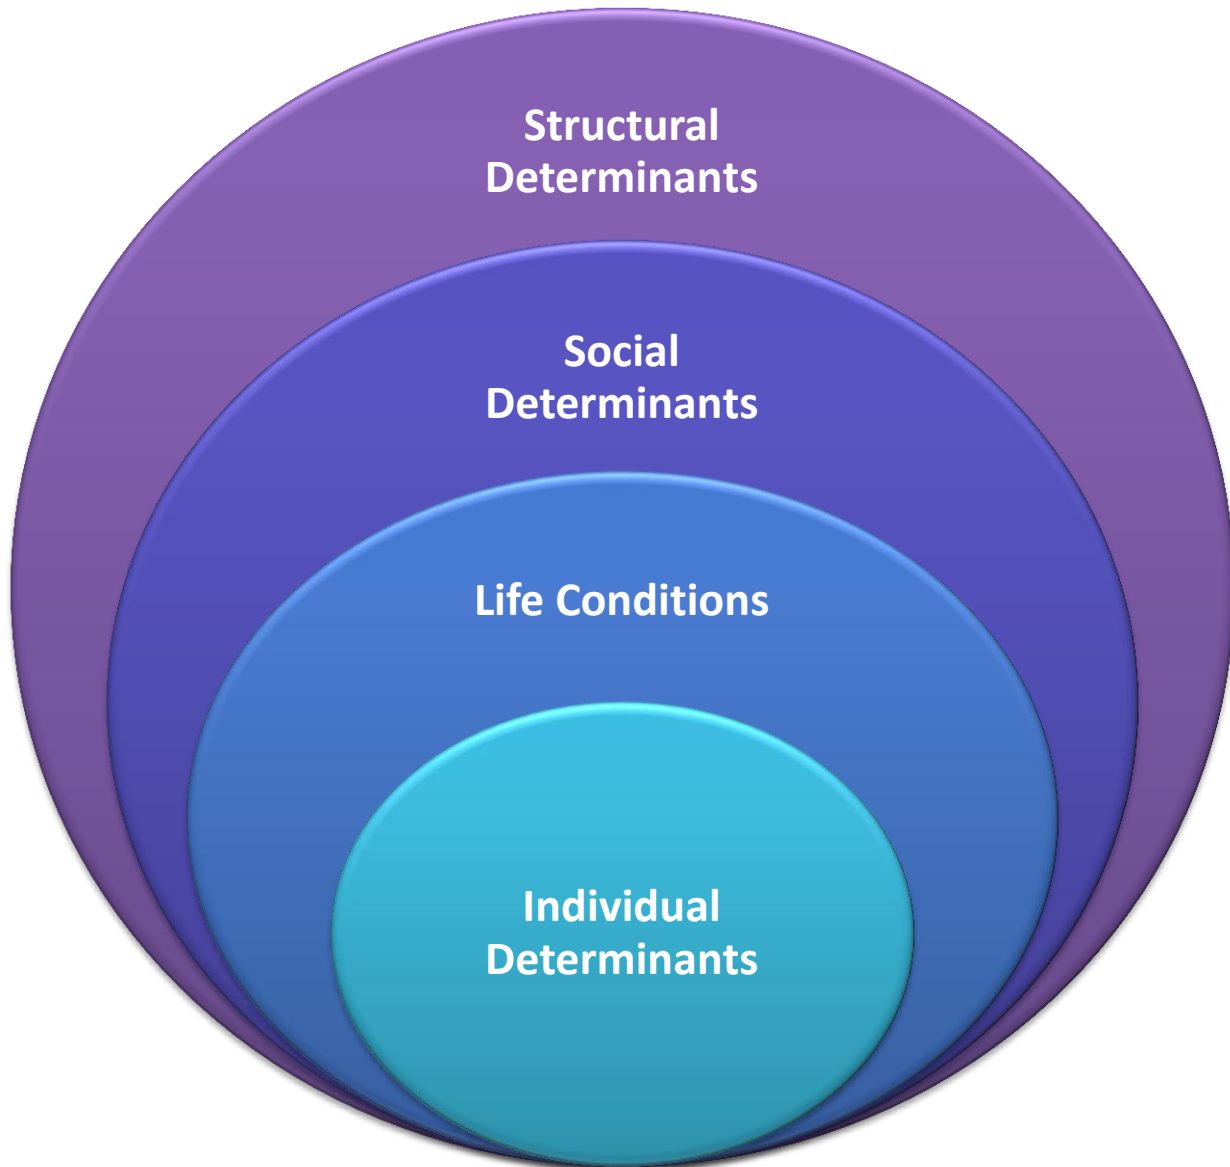 Structural
Determinants
Social
Determinants
Life Conditions
Individual
Determinants